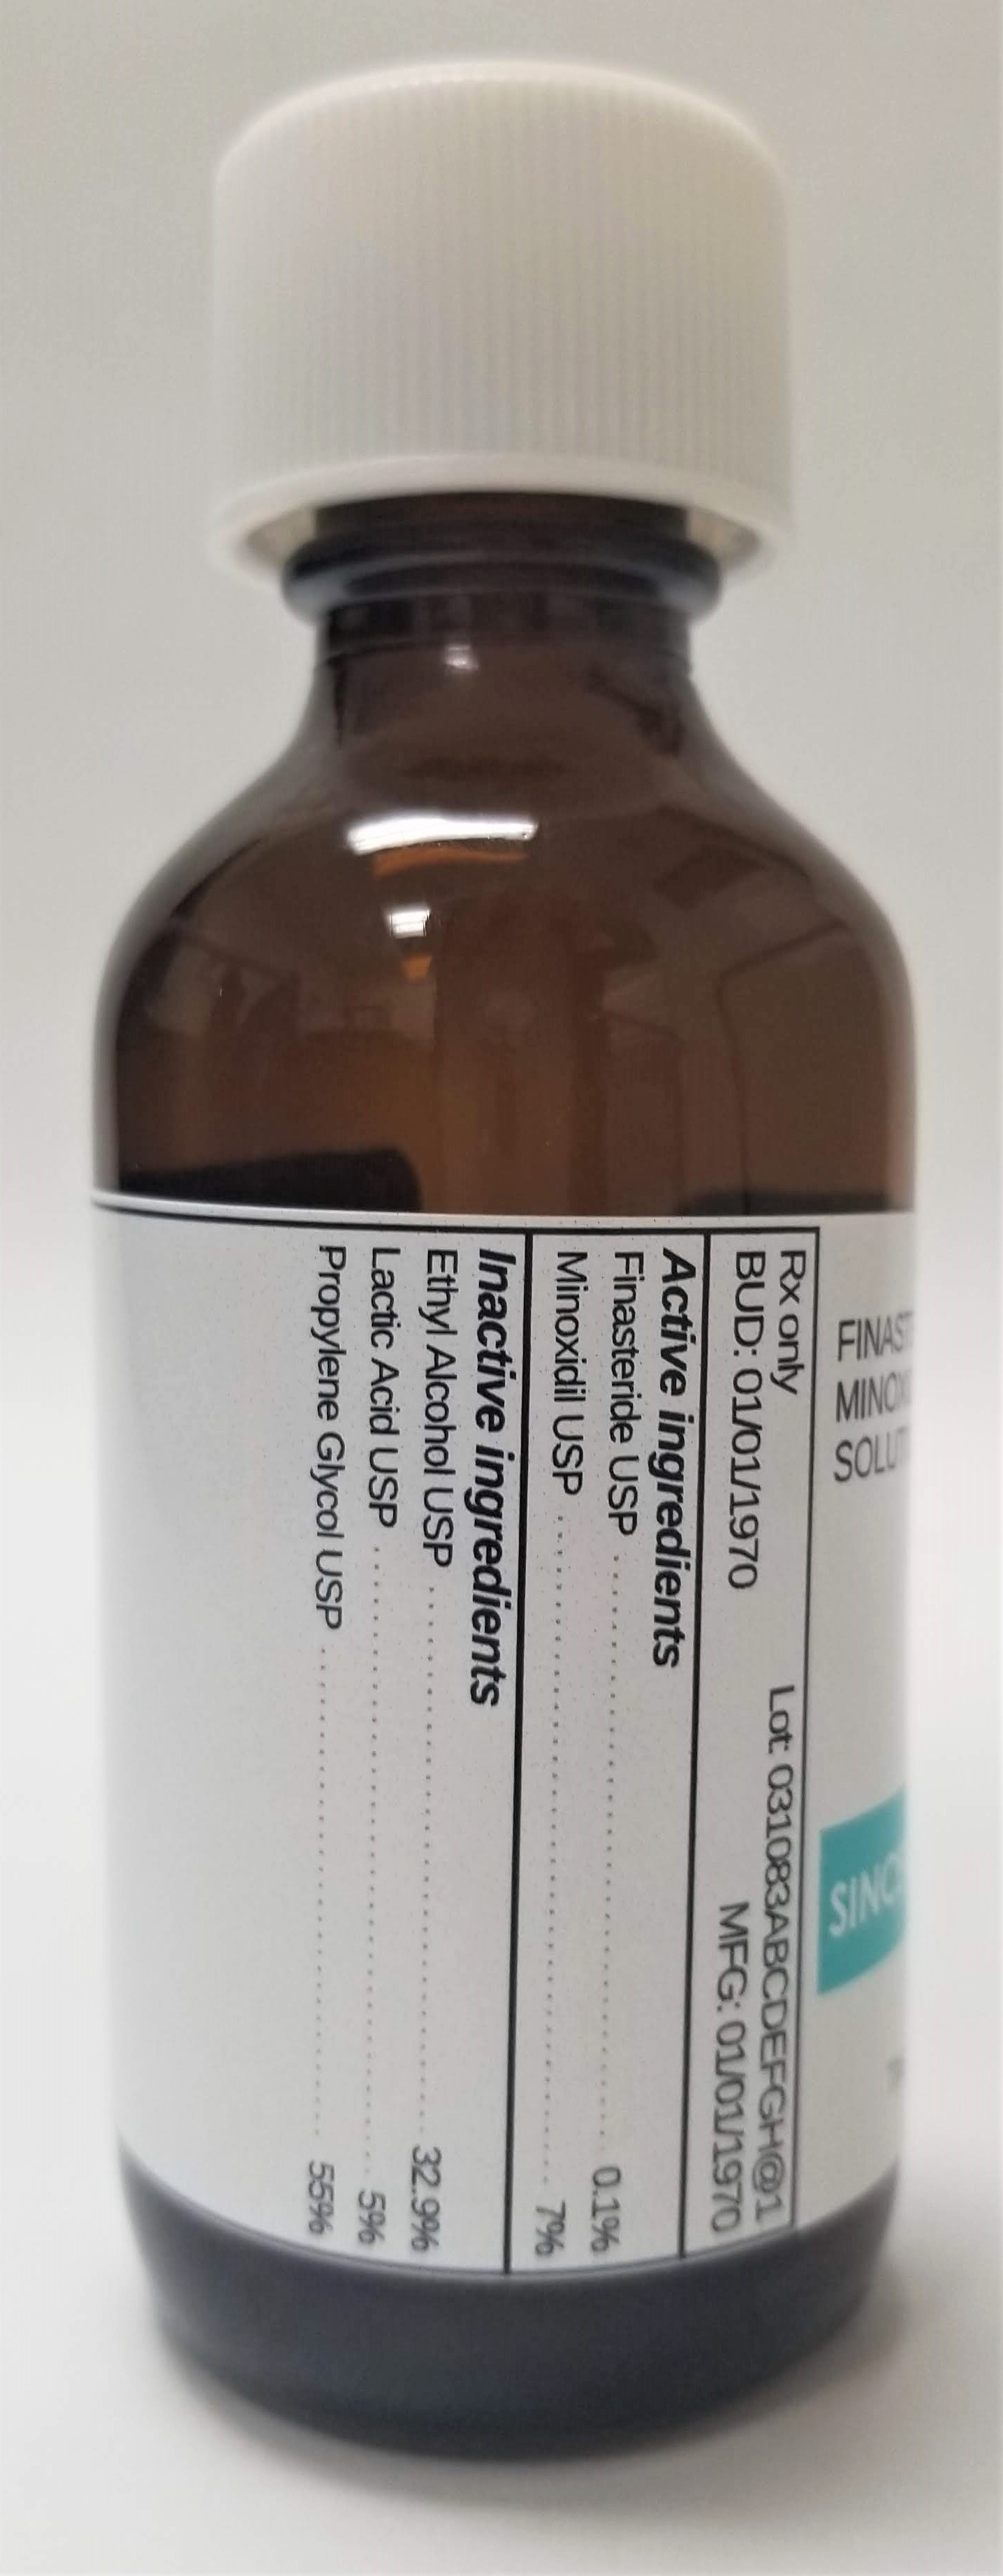 Rx only Lot: 031083ABCDEFGH@1
BUD: 01/01/1970 MFG: 01/01/1970
Active ingredients
Finasteride USP .......... 0.1%
Minoxidil USP .......... 7%
Inactive ingredients
Ethyl Alcohol USP .......... 32.9%
Lactic Acid USP .......... 5%
Propylene Glycol USP .......... 55%
FINAST
MINOXI
SOLUT
SINC